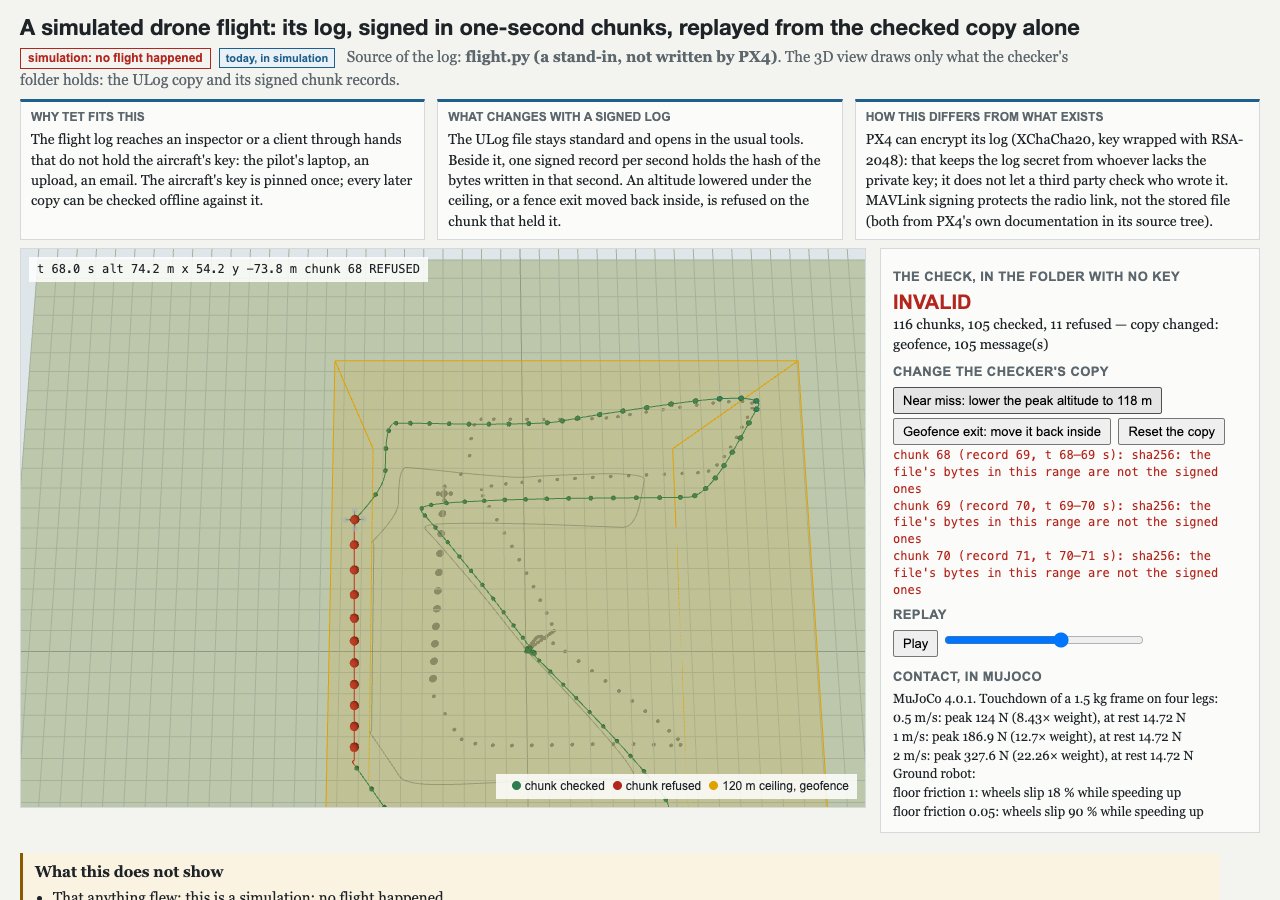 A simulated drone flight: its log, signed in one-second chunks, replayed from the checked copy alone
simulation: no flight happened today, in simulation Source of the log: flight.py (a stand-in, not written by PX4). The 3D view draws only what the checker's
folder holds: the ULog copy and its signed chunk records.
WHY TET FITS THIS
The flight log reaches an inspector or a client through hands
that do not hold the aircraft's key: the pilot's laptop, an
upload, an email. The aircraft's key is pinned once; every later
copy can be checked offline against it.
WHAT CHANGES WITH A SIGNED LOG
The ULog file stays standard and opens in the usual tools.
Beside it, one signed record per second holds the hash of the
bytes written in that second. An altitude lowered under the
ceiling, or a fence exit moved back inside, is refused on the
chunk that held it.
HOW THIS DIFFERS FROM WHAT EXISTS
PX4 can encrypt its log (XChaCha20, key wrapped with RSA-
2048): that keeps the log secret from whoever lacks the
private key; it does not let a third party check who wrote it.
MAVLink signing protects the radio link, not the stored file
(both from PX4's own documentation in its source tree).
t 68.0 s alt 74.2 m x 54.2 y −73.8 m chunk 68 REFUSED
chunk checked chunk refused 120 m ceiling, geofence
THE CHECK, IN THE FOLDER WITH NO KEY
INVALID
116 chunks, 105 checked, 11 refused — copy changed:
geofence, 105 message(s)
CHANGE THE CHECKER'S COPY
Near miss: lower the peak altitude to 118 m
Geofence exit: move it back inside Reset the copy
chunk 68 (record 69, t 68–69 s): sha256: the
file's bytes in this range are not the signed
ones
chunk 69 (record 70, t 69–70 s): sha256: the
file's bytes in this range are not the signed
ones
chunk 70 (record 71, t 70–71 s): sha256: the
file's bytes in this range are not the signed
ones
REPLAY
Play
CONTACT, IN MUJOCO
MuJoCo 4.0.1. Touchdown of a 1.5 kg frame on four legs:
0.5 m/s: peak 124 N (8.43× weight), at rest 14.72 N
1 m/s: peak 186.9 N (12.7× weight), at rest 14.72 N
2 m/s: peak 327.6 N (22.26× weight), at rest 14.72 N
Ground robot:
floor friction 1: wheels slip 18 % while speeding up
floor friction 0.05: wheels slip 90 % while speeding up
What this does not show
• That anything flew: this is a simulation; no flight happened